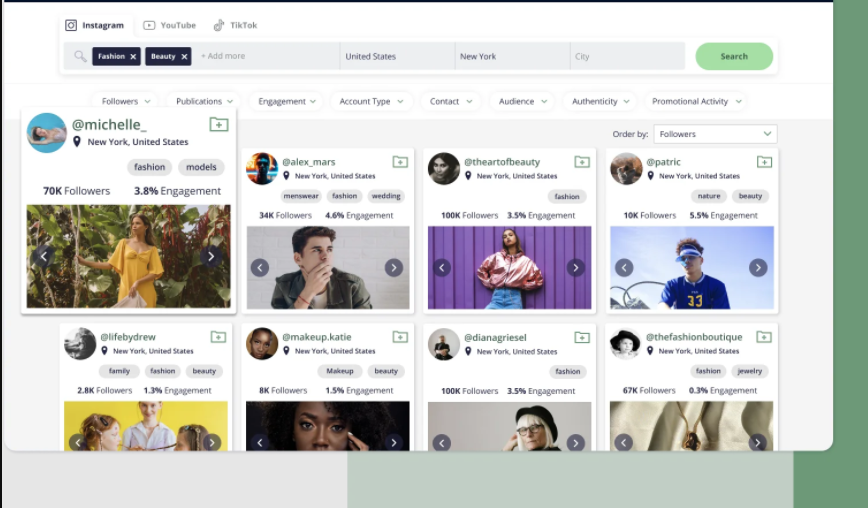 Instagram YouTube TikTok
Fashion X Beauty X + Add more United States New York City Search
Followers Publications Engagement Account Type Contact Audience Authenticity Promotional Activity
Order by: Followers
@michelle_
New York, United States
fashion models
70K Followers 3.8% Engagement
@alex_mars
New York, United States
menswear fashion wedding
34K Followers 4.6% Engagement
@theartofbeauty
New York, United States
fashion
100K Followers 3.5% Engagement
@patric
New York, United States
nature beauty
10K Followers 5.5% Engagement
33
@lifebydrew
New York, United States
family fashion beauty
2.8K Followers 1.3% Engagement
@makeup.katie
New York, United States
Makeup beauty
8K Followers 1.5% Engagement
@dianagriesel
New York, United States
fashion
100K Followers 3.5% Engagement
@thefashionboutique
New York, United States
fashion jewelry
67K Followers 0.3% Engagement